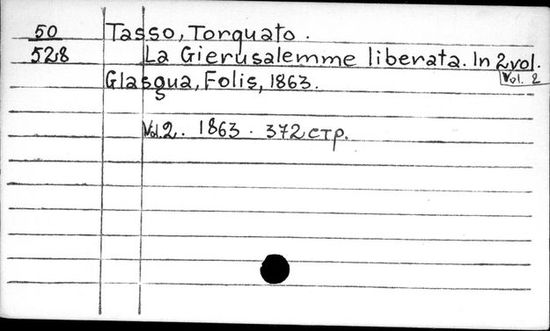 50 Tasso, Torquato.
528 La Gierusalemme liberata. In 2 vol.
Vol. 2
Glasgua, Folis, 1863.
Vol. 2. 1863. 372 стр.